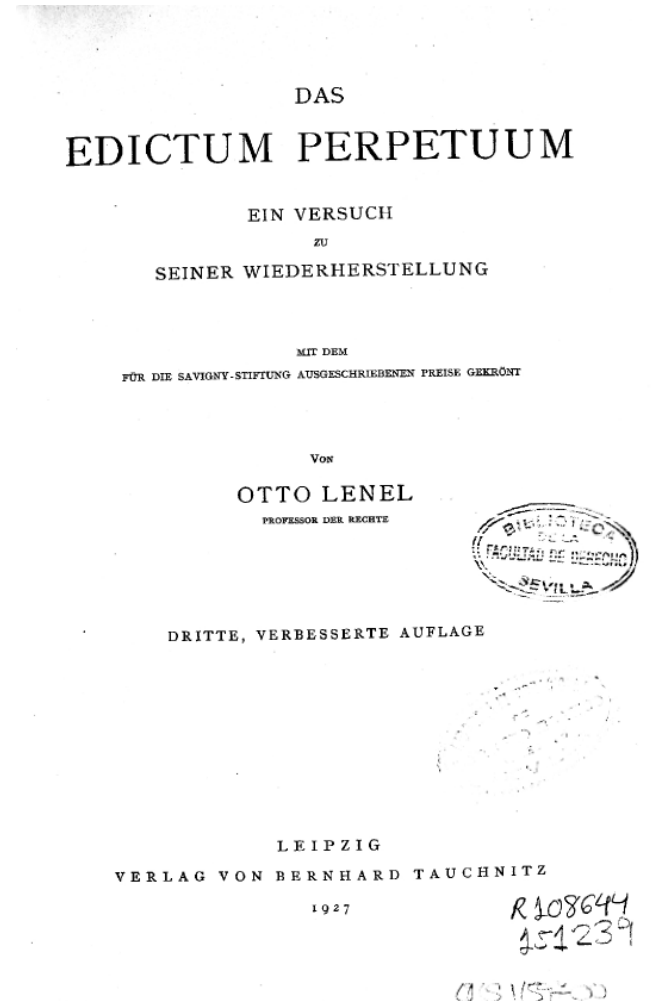 DAS
EDICTUM PERPETUUM
EIN VERSUCH
ZU
SEINER WIEDERHERSTELLUNG
MIT DEM
FÜR DIE SAVIGNY-STIFTUNG AUSGESCHRIEBENEN PREISE GEKRÖNT
VON
OTTO LENEL
PROFESSOR DER RECHTE
BIBLIOTECA
DE LA
FACULTAD DE DERECHO
SEVILLA
DRITTE, VERBESSERTE AUFLAGE
LEIPZIG
VERLAG VON BERNHARD TAUCHNITZ
1927
R108644
151239